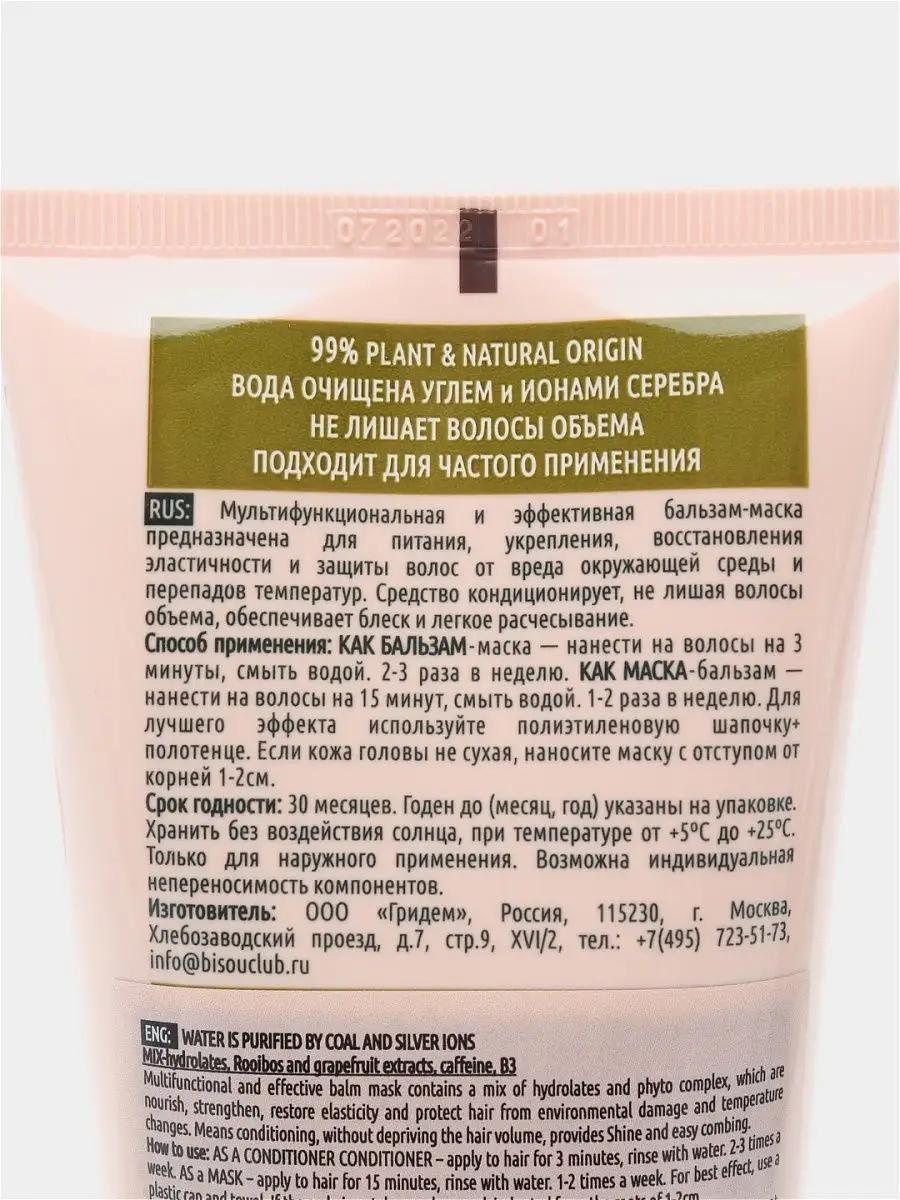 072022 01
99% PLANT & NATURAL ORIGIN
ВОДА ОЧИЩЕНА УГЛЕМ и ИОНАМИ СЕРЕБРА
НЕ ЛИШАЕТ ВОЛОСЫ ОБЪЕМА
ПОДХОДИТ ДЛЯ ЧАСТОГО ПРИМЕНЕНИЯ
RUS: Мультифункциональная и эффективная бальзам-маска
предназначена для питания, укрепления, восстановления
эластичности и защиты волос от вреда окружающей среды и
перепадов температур. Средство кондиционирует, не лишая волосы
объема, обеспечивает блеск и легкое расчесывание.
Способ применения: КАК БАЛЬЗАМ-маска — нанести на волосы на 3
минуты, смыть водой. 2-3 раза в неделю. КАК МАСКА-бальзам —
нанести на волосы на 15 минут, смыть водой. 1-2 раза в неделю. Для
лучшего эффекта используйте полиэтиленовую шапочку+
полотенце. Если кожа головы не сухая, наносите маску с отступом от
корней 1-2см.
Срок годности: 30 месяцев. Годен до (месяц, год) указаны на упаковке.
Хранить без воздействия солнца, при температуре от +5°С до +25°С.
Только для наружного применения. Возможна индивидуальная
непереносимость компонентов.
Изготовитель: ООО «Гридем», Россия, 115230, г. Москва,
Хлебозаводский проезд, д.7, стр.9, XVI/2, тел.: +7(495) 723-51-73,
info@bisouclub.ru
ENG: WATER IS PURIFIED BY COAL AND SILVER IONS
MIX-hydrolates, Rooibos and grapefruit extracts, caffeine, B3
Multifunctional and effective balm mask contains a mix of hydrolates and phyto complex, which are
nourish, strengthen, restore elasticity and protect hair from environmental damage and temperature
changes. Means conditioning, without depriving the hair volume, provides Shine and easy combing.
How to use: AS A CONDITIONER CONDITIONER – apply to hair for 3 minutes, rinse with water. 2-3 times a
week. AS a MASK – apply to hair for 15 minutes, rinse with water. 1-2 times a week. For best effect, use a
plastic cap and towel. If the